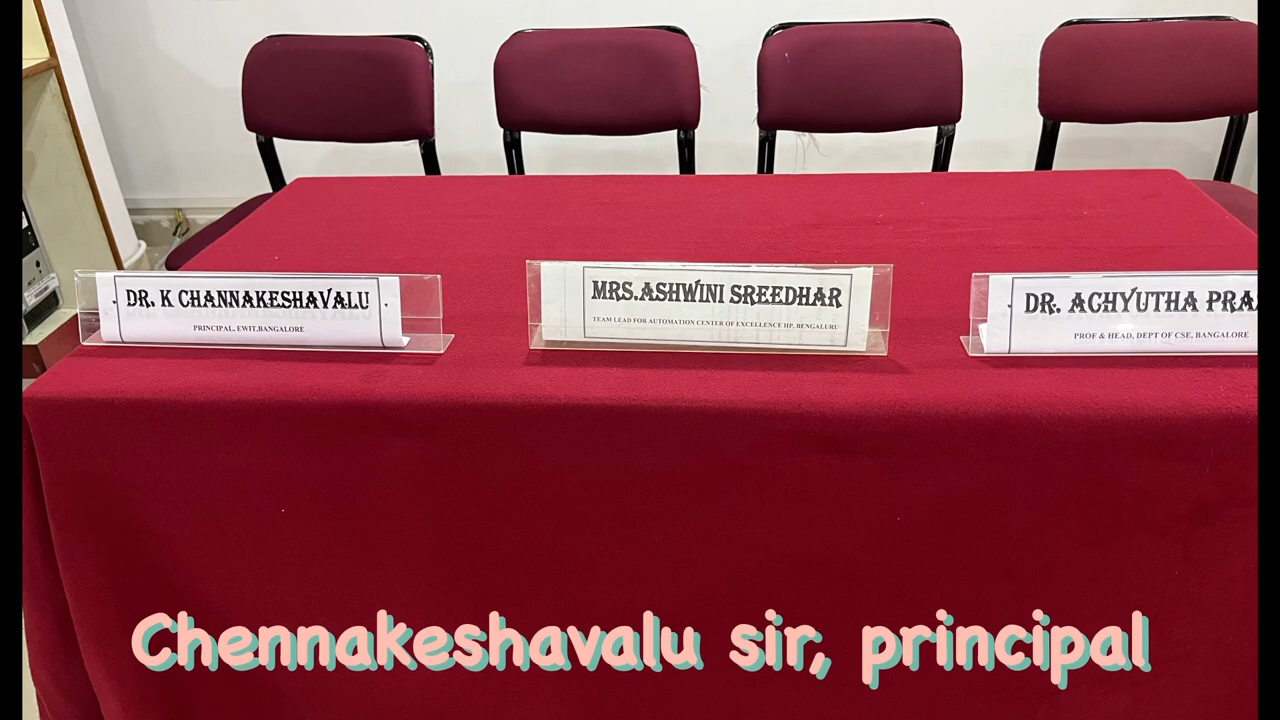 DR. K CHANNAKESHAVALU
PRINCIPAL, EWIT,BANGALORE
MRS.ASHWINI SREEDHAR
TEAM LEAD FOR AUTOMATION CENTER OF EXCELLENCE HP, BENGALURU
DR. ACHYUTHA
PROF & HEAD, DEPT OF CSE, BANGALORE
Chennakeshavalu sir, principal